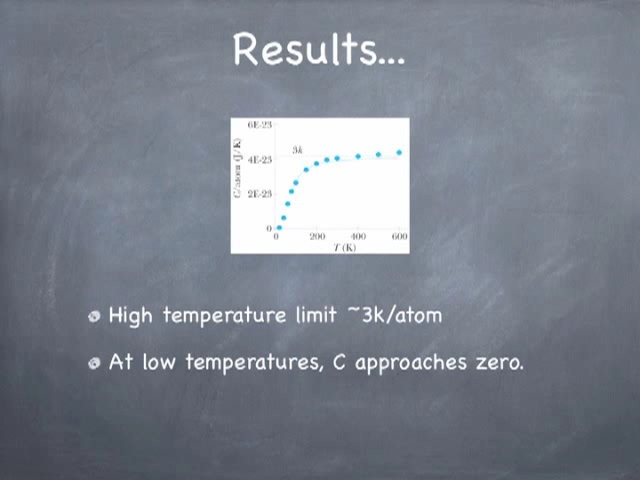 Results...
6E-23
3k
4E-23
C/atom (J/K)
2E-23
0
0 200 400 600
T (K)
High temperature limit ~3k/atom
At low temperatures, C approaches zero.